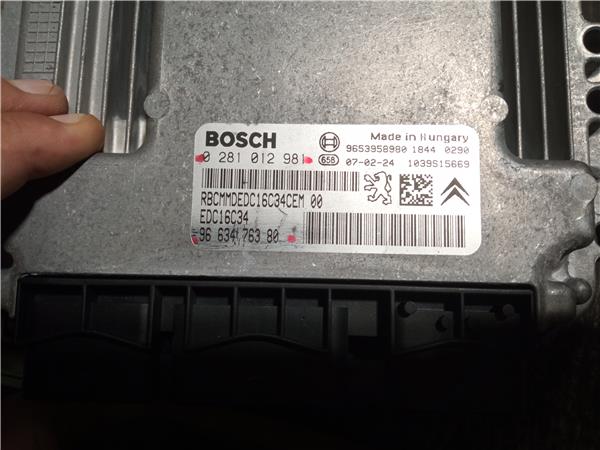 BOSCH
Made in Hungary
9653958980 1844 0290
0 281 012 981
658 07-02-24 1039S15669
RBCMMDEDC16C34CEM 00
EDC16C34
96 634 763 80